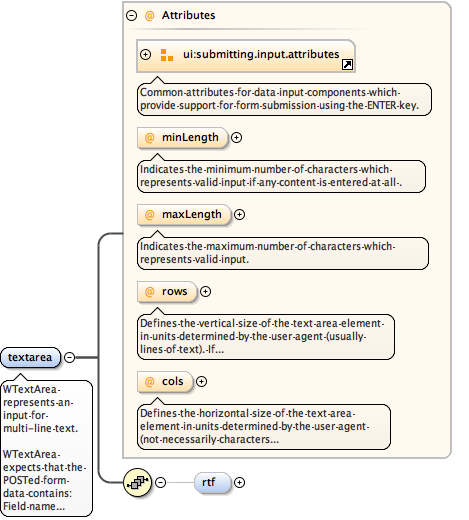 Attributes
ui:submitting.input.attributes
Common-attributes-for-data-input-components-which-
provide-support-for-form-submission-using-the-ENTER-key.
@ minLength
Indicates-the-minimum-number-of-characters-which-
represents-valid-input-if-any-content-is-entered-at-all-.
@ maxLength
Indicates-the-maximum-number-of-characters-which-
represents-valid-input.
@ rows
Defines-the-vertical-size-of-the-text-area-element-
in-units-determined-by-the-user-agent-(usually-
lines-of-text).-If...
@ cols
Defines-the-horizontal-size-of-the-text-area-
element-in-units-determined-by-the-user-agent-
(not-necessarily-characters...
textarea
WTextArea-
represents-an-
input-for-
multi-line-text.
WTextArea-
expects-that-the-
POSTed-form-
data-contains:
Field-name...
rtf